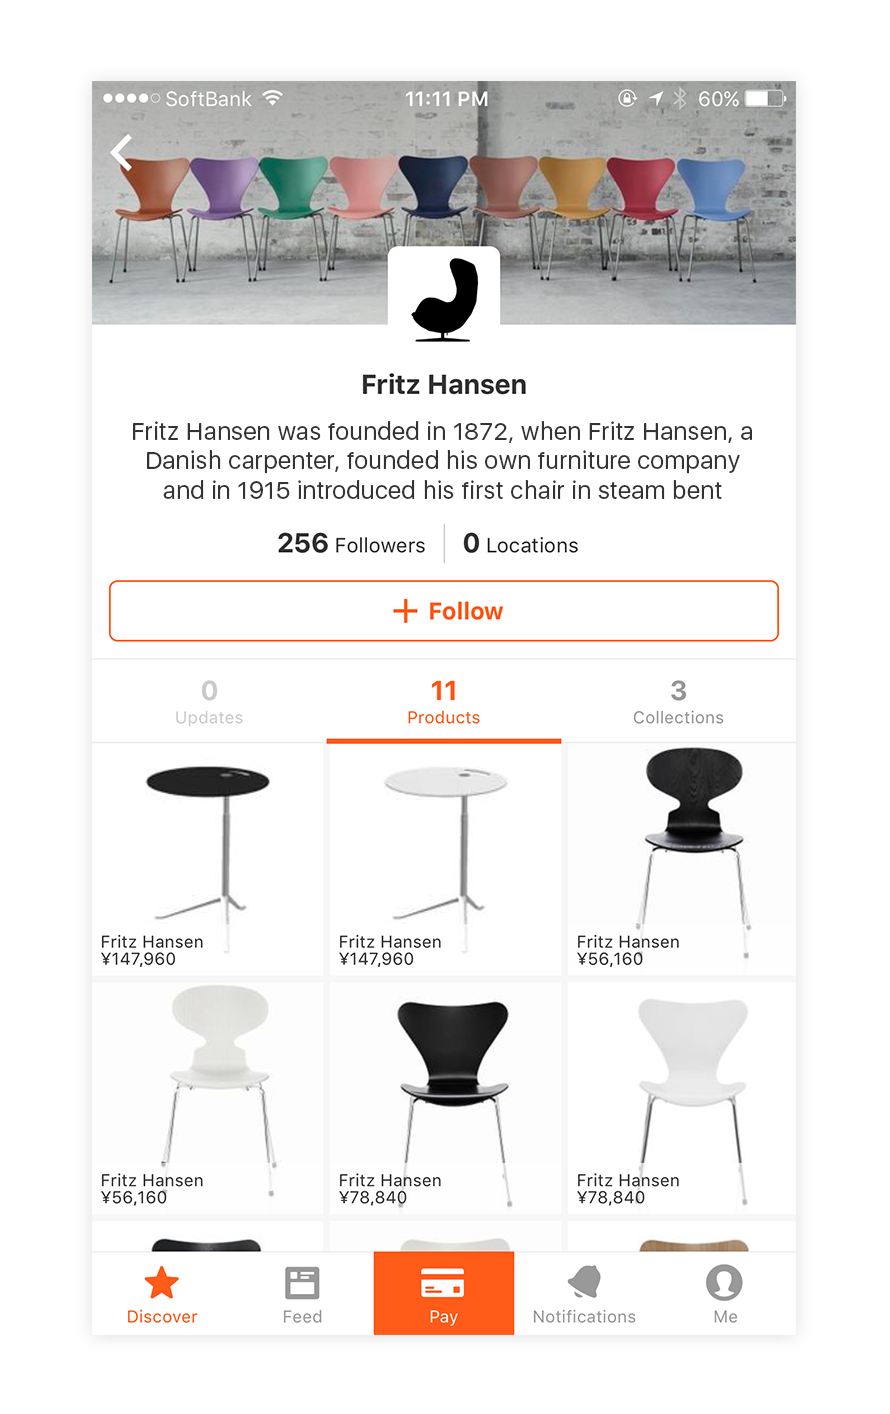 SoftBank 11:11 PM 60%
Fritz Hansen
Fritz Hansen was founded in 1872, when Fritz Hansen, a
Danish carpenter, founded his own furniture company
and in 1915 introduced his first chair in steam bent
256 Followers 0 Locations
+ Follow
0 11 3
Updates Products Collections
Fritz Hansen Fritz Hansen Fritz Hansen
¥147,960 ¥147,960 ¥56,160
Fritz Hansen Fritz Hansen Fritz Hansen
¥56,160 ¥78,840 ¥78,840
Discover Feed Pay Notifications Me